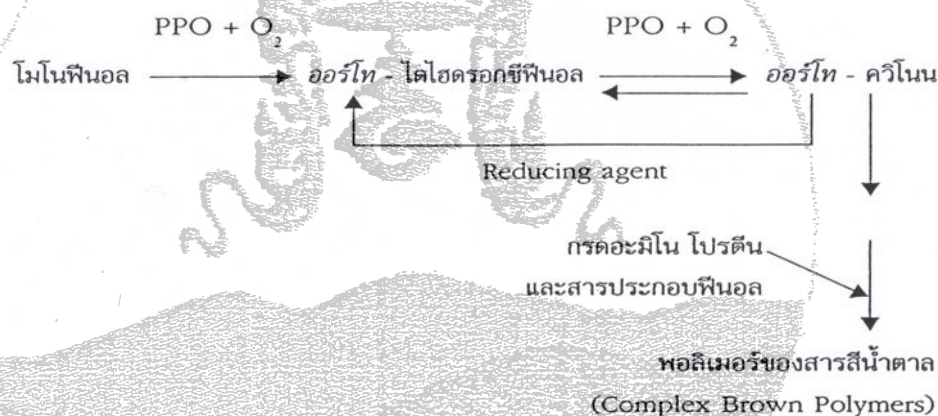 PPO + O2 PPO + O2
โมโนฟีนอล ออร์โท - ไดไฮดรอกซีฟีนอล ออร์โท - ควิโนน
Reducing agent
กรดอะมิโน โปรตีน
และสารประกอบฟีนอล
พอลิเมอร์ของสารสีน้ำตาล
(Complex Brown Polymers)